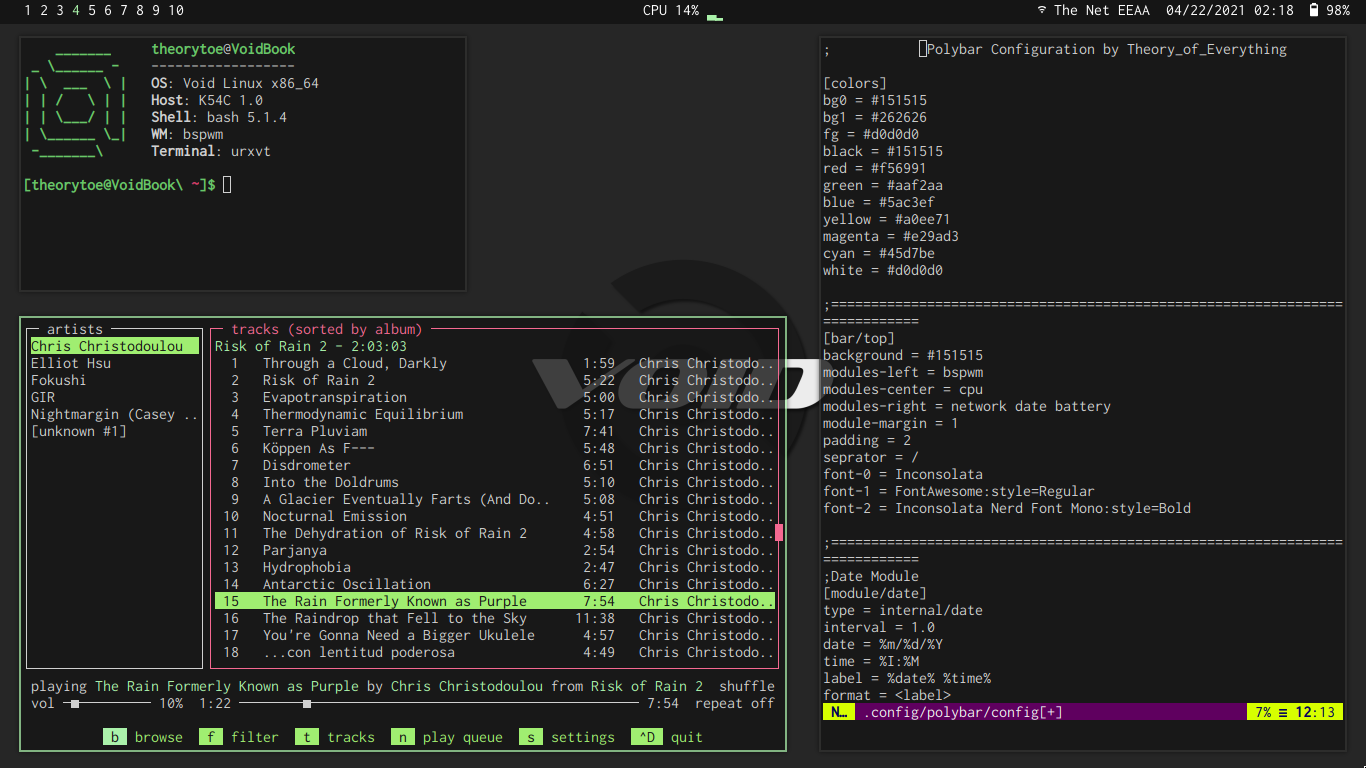 1 2 3 4 5 6 7 8 9 10 CPU 14% The Net EEAA 04/22/2021 02:18 98%
theorytoe@VoidBook
------------------
OS: Void Linux x86_64
Host: K54C 1.0
Shell: bash 5.1.4
WM: bspwm
Terminal: urxvt
[theorytoe@VoidBook\ ~]$
artists
Chris Christodoulou
Elliot Hsu
Fokushi
GIR
Nightmargin (Casey ..
[unknown #1]
tracks (sorted by album)
Risk of Rain 2 - 2:03:03
1 Through a Cloud, Darkly 1:59 Chris Christodo..
2 Risk of Rain 2 5:22 Chris Christodo..
3 Evapotranspiration 5:00 Chris Christodo..
4 Thermodynamic Equilibrium 5:17 Chris Christodo..
5 Terra Pluviam 7:41 Chris Christodo..
6 Köppen As F--- 5:48 Chris Christodo..
7 Disdrometer 6:51 Chris Christodo..
8 Into the Doldrums 5:10 Chris Christodo..
9 A Glacier Eventually Farts (And Do.. 5:08 Chris Christodo..
10 Nocturnal Emission 4:51 Chris Christodo..
11 The Dehydration of Risk of Rain 2 4:58 Chris Christodo..
12 Parjanya 2:54 Chris Christodo..
13 Hydrophobia 2:47 Chris Christodo..
14 Antarctic Oscillation 6:27 Chris Christodo..
15 The Rain Formerly Known as Purple 7:54 Chris Christodo..
16 The Raindrop that Fell to the Sky 11:38 Chris Christodo..
17 You're Gonna Need a Bigger Ukulele 4:57 Chris Christodo..
18 ...con lentitud poderosa 4:49 Chris Christodo..
playing The Rain Formerly Known as Purple by Chris Christodoulou from Risk of Rain 2 shuffle
vol 10% 1:22 7:54 repeat off
b browse f filter t tracks n play queue s settings ^D quit
VOID
; Polybar Configuration by Theory_of_Everything
[colors]
bg0 = #151515
bg1 = #262626
fg = #d0d0d0
black = #151515
red = #f56991
green = #aaf2aa
blue = #5ac3ef
yellow = #a0ee71
magenta = #e29ad3
cyan = #45d7be
white = #d0d0d0
;================================================================
============
[bar/top]
background = #151515
modules-left = bspwm
modules-center = cpu
modules-right = network date battery
module-margin = 1
padding = 2
seprator = /
font-0 = Inconsolata
font-1 = FontAwesome:style=Regular
font-2 = Inconsolata Nerd Font Mono:style=Bold
;================================================================
============
;Date Module
[module/date]
type = internal/date
interval = 1.0
date = %m/%d/%Y
time = %I:%M
label = %date% %time%
format = <label>
N… .config/polybar/config[+] 7% ≡ 12:13